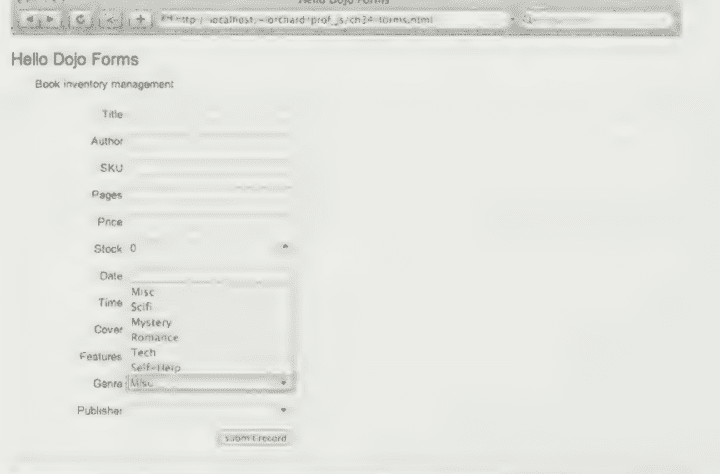 Hello Dojo Forms
Hello Dojo Forms
Book inventory management
Title
Author
SKU
Pages
Price
Stock 0
Date
Misc
Time Scifi
Mystery
Cover
Romance
Features Tech
Self-Help
Genre Misc
Publisher
submit record